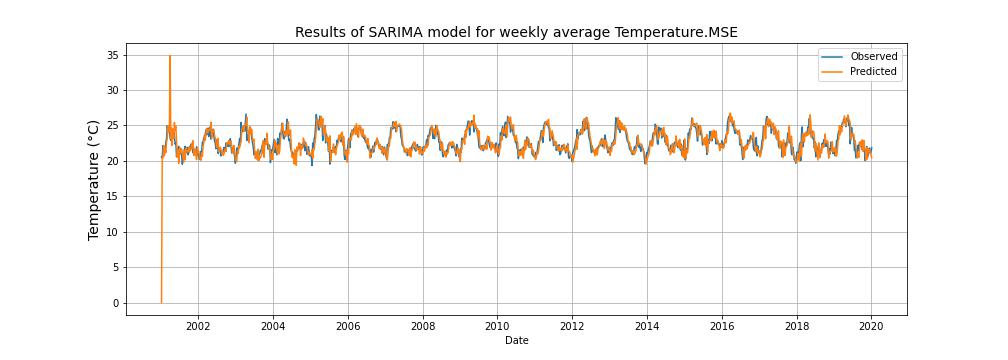 Results of SARIMA model for weekly average Temperature.MSE
Observed
Predicted
Temperature (°C)
35
30
25
20
15
10
5
0
2002 2004 2006 2008 2010 2012 2014 2016 2018 2020
Date